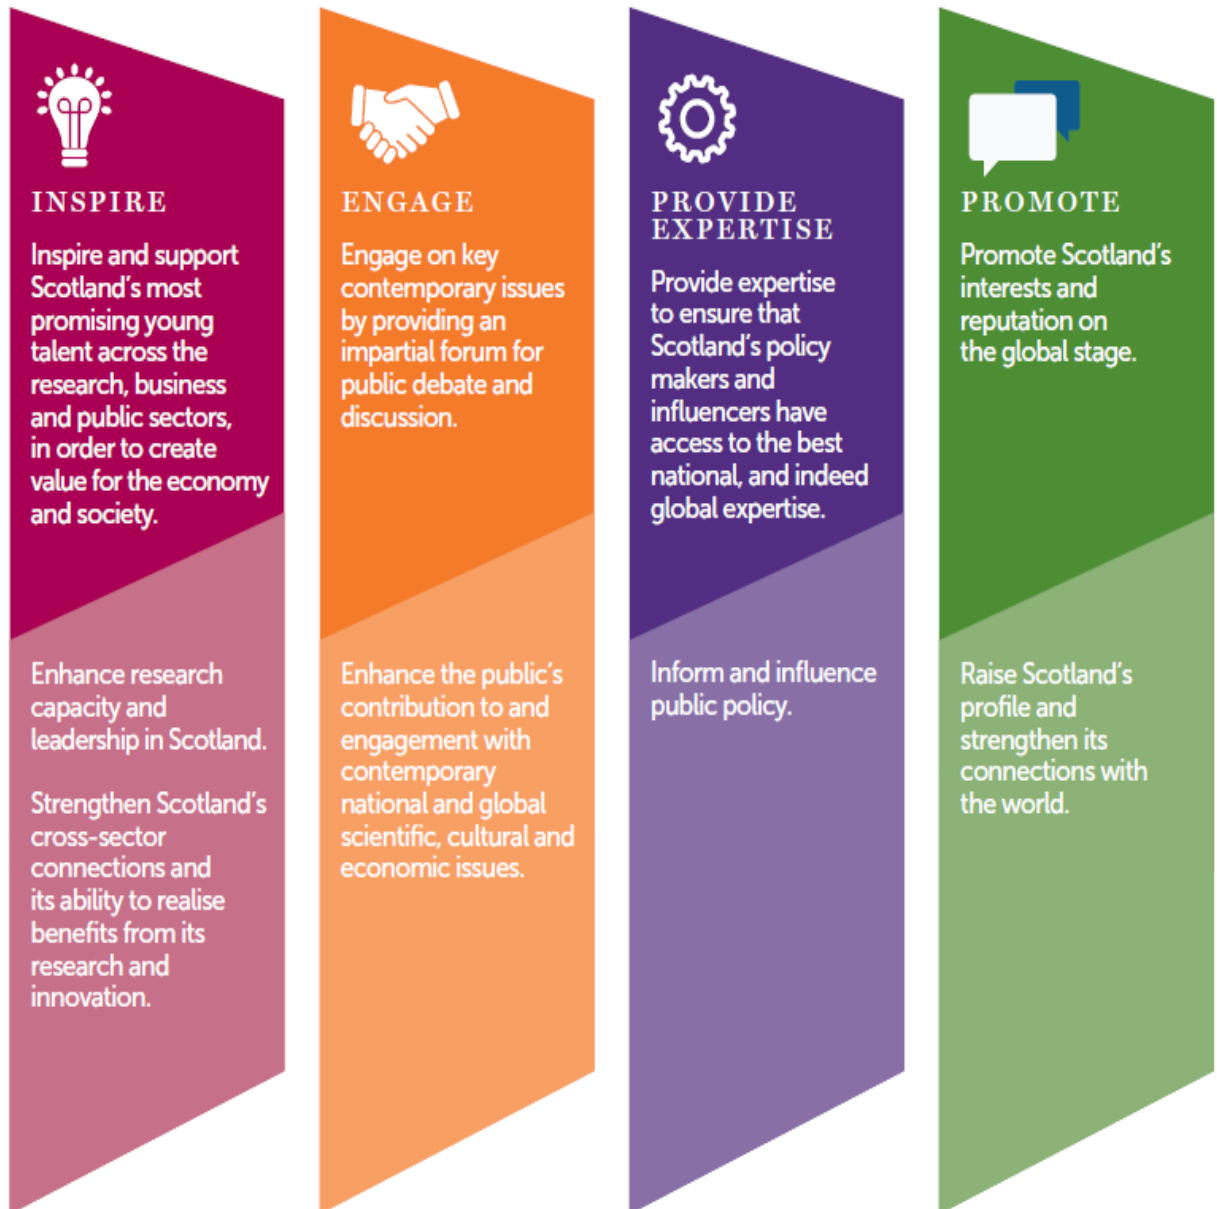 INSPIRE
Inspire and support
Scotland's most
promising young
talent across the
research, business
and public sectors,
in order to create
value for the economy
and society.
Enhance research
capacity and
leadership in Scotland.
Strengthen Scotland's
cross-sector
connections and
its ability to realise
benefits from its
research and
innovation.
ENGAGE
Engage on key
contemporary issues
by providing an
impartial forum for
public debate and
discussion.
Enhance the public's
contribution to and
engagement with
contemporary
national and global
scientific, cultural and
economic issues.
PROVIDE
EXPERTISE
Provide expertise
to ensure that
Scotland's policy
makers and
influencers have
access to the best
national, and indeed
global expertise.
Inform and influence
public policy.
PROMOTE
Promote Scotland's
interests and
reputation on
the global stage.
Raise Scotland's
profile and
strengthen its
connections with
the world.